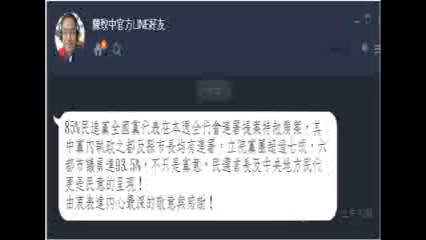 陳致中官方LINE好友
85%民進黨全國黨代表在本週全代會連署提案特赦扁案，其
中黨內執政之都及縣市長均有連署，立院黨團超過七成，六
都市議員達93.5%，不只是黨意，民選首長及中央地方民代
更是民意的呈現！
由衷表達內心最深的敬意與感謝！